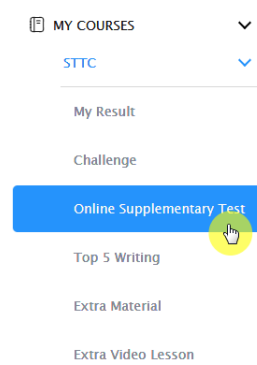 MY COURSES
STTC
My Result
Challenge
Online Supplementary Test
Top 5 Writing
Extra Material
Extra Video Lesson